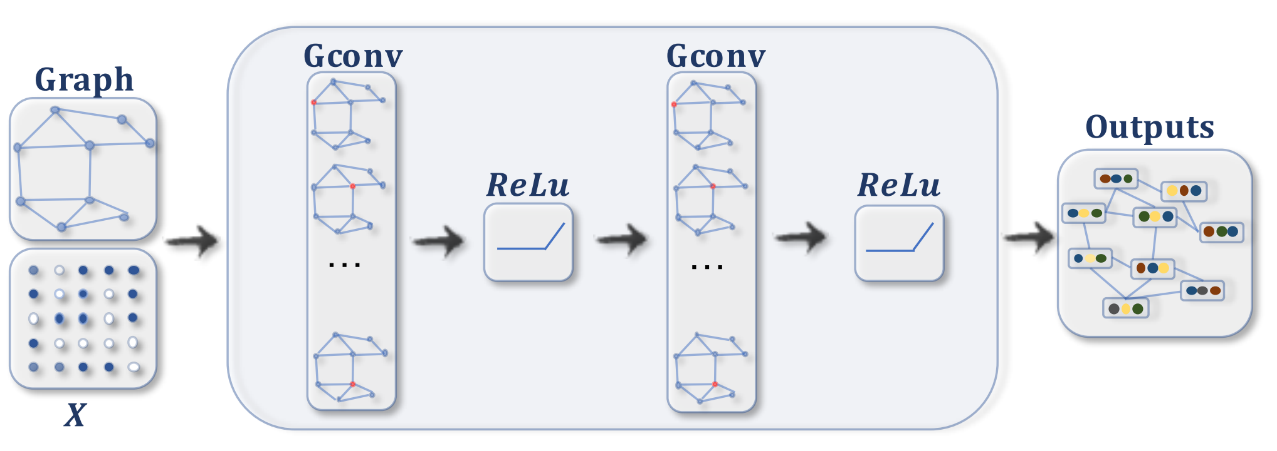 Graph
X
Gconv
...
ReLu
Gconv
...
ReLu
Outputs